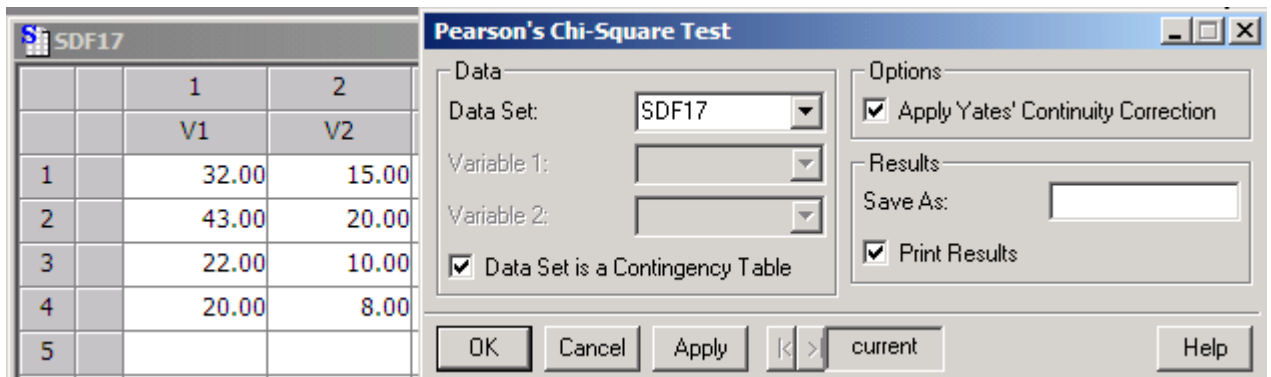 SDF17
1 2
V1 V2
1 32.00 15.00
2 43.00 20.00
3 22.00 10.00
4 20.00 8.00
5
Pearson's Chi-Square Test
Data
Data Set: SDF17
Variable 1:
Variable 2:
Data Set is a Contingency Table
Options
Apply Yates' Continuity Correction
Results
Save As:
Print Results
OK Cancel Apply |< >| current Help